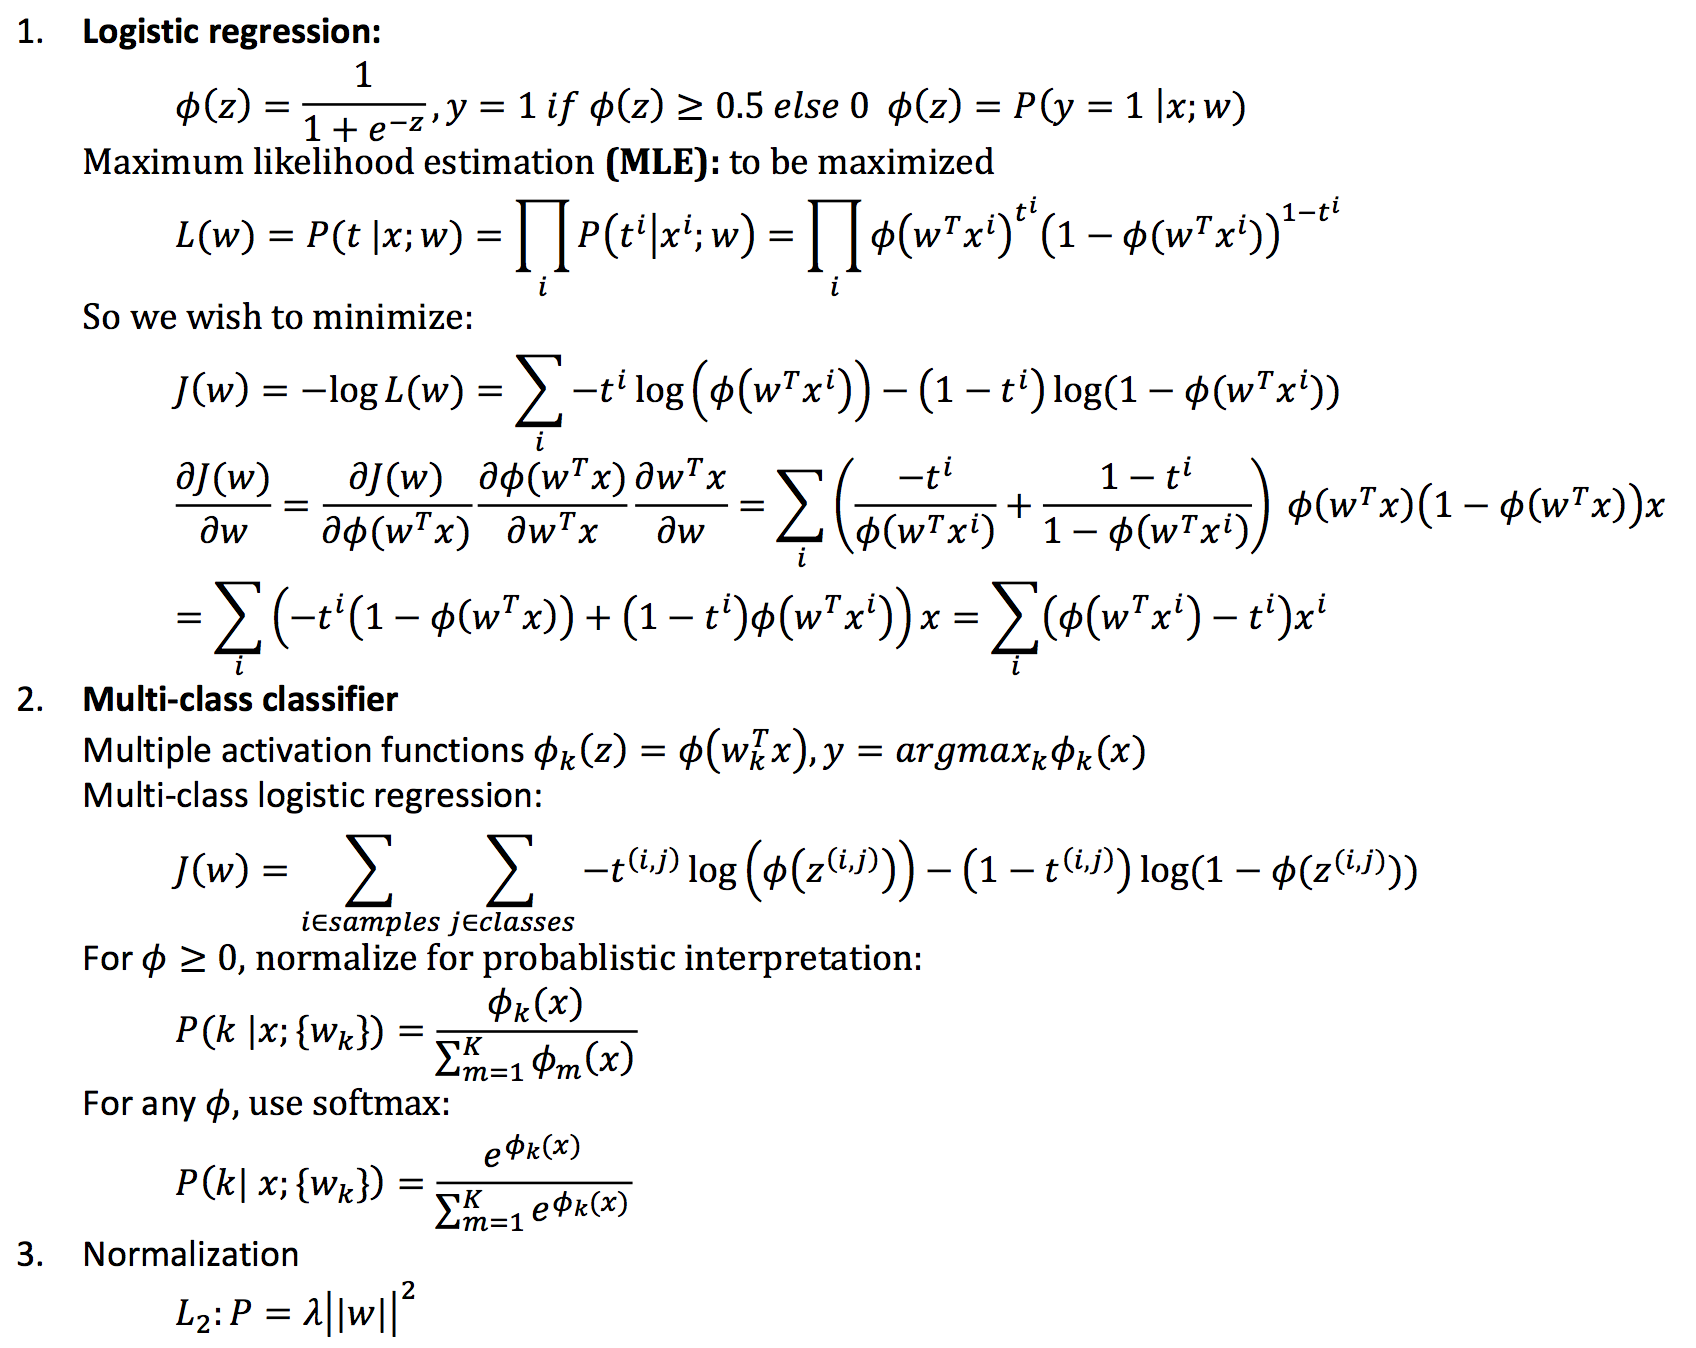 1. Logistic regression:
ϕ(z) = 1 / (1 + e^{−z}), y = 1 if ϕ(z) ≥ 0.5 else 0 ϕ(z) = P(y = 1 |x; w)
Maximum likelihood estimation (MLE): to be maximized
L(w) = P(t |x; w) = ∏_i P(t^i|x^i; w) = ∏_i ϕ(w^T x^i)^{t^i} (1 − ϕ(w^T x^i))^{1−t^i}
So we wish to minimize:
J(w) = −log L(w) = ∑_i −t^i log(ϕ(w^T x^i)) − (1 − t^i) log(1 − ϕ(w^T x^i))
∂J(w)/∂w = ∂J(w)/∂ϕ(w^T x) ∂ϕ(w^T x)/∂w^T x ∂w^T x/∂w = ∑_i (−t^i/ϕ(w^T x^i) + (1 − t^i)/(1 − ϕ(w^T x^i))) ϕ(w^T x)(1 − ϕ(w^T x))x
= ∑_i (−t^i(1 − ϕ(w^T x)) + (1 − t^i)ϕ(w^T x^i)) x = ∑_i (ϕ(w^T x^i) − t^i)x^i
2. Multi-class classifier
Multiple activation functions ϕ_k(z) = ϕ(w_k^T x), y = argmax_k ϕ_k(x)
Multi-class logistic regression:
J(w) = ∑_{i∈samples} ∑_{j∈classes} −t^{(i,j)} log(ϕ(z^{(i,j)})) − (1 − t^{(i,j)}) log(1 − ϕ(z^{(i,j)}))
For ϕ ≥ 0, normalize for probablistic interpretation:
P(k |x; {w_k}) = ϕ_k(x) / ∑_{m=1}^{K} ϕ_m(x)
For any ϕ, use softmax:
P(k| x; {w_k}) = e^{ϕ_k(x)} / ∑_{m=1}^{K} e^{ϕ_k(x)}
3. Normalization
L_2: P = λ||w||^2